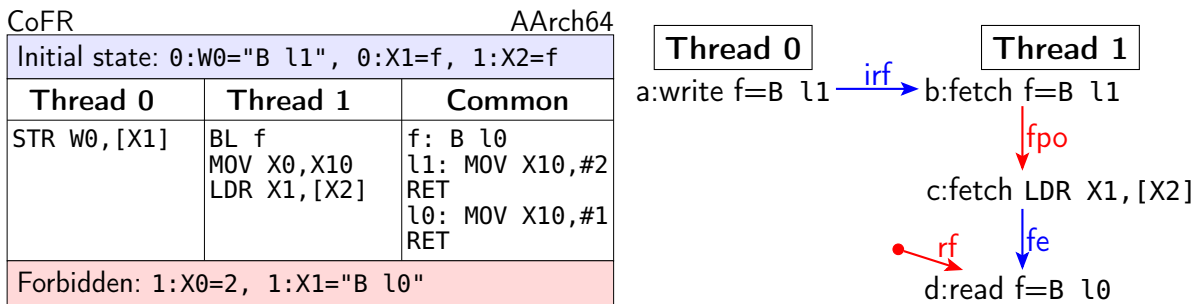 CoFR AArch64
Initial state: 0:W0="B l1", 0:X1=f, 1:X2=f
Thread 0 Thread 1 Common
STR W0,[X1] BL f f: B l0
MOV X0,X10 l1: MOV X10,#2
LDR X1,[X2] RET
l0: MOV X10,#1
RET
Forbidden: 1:X0=2, 1:X1="B l0"
Thread 0 Thread 1
a:write f=B l1 irf b:fetch f=B l1
fpo
c:fetch LDR X1,[X2]
rf fe
d:read f=B l0